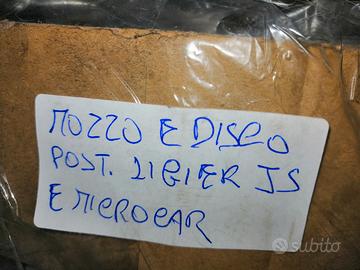 MOZZO E DISCO
POST. LIGIER JS
E MICROCAR
subito